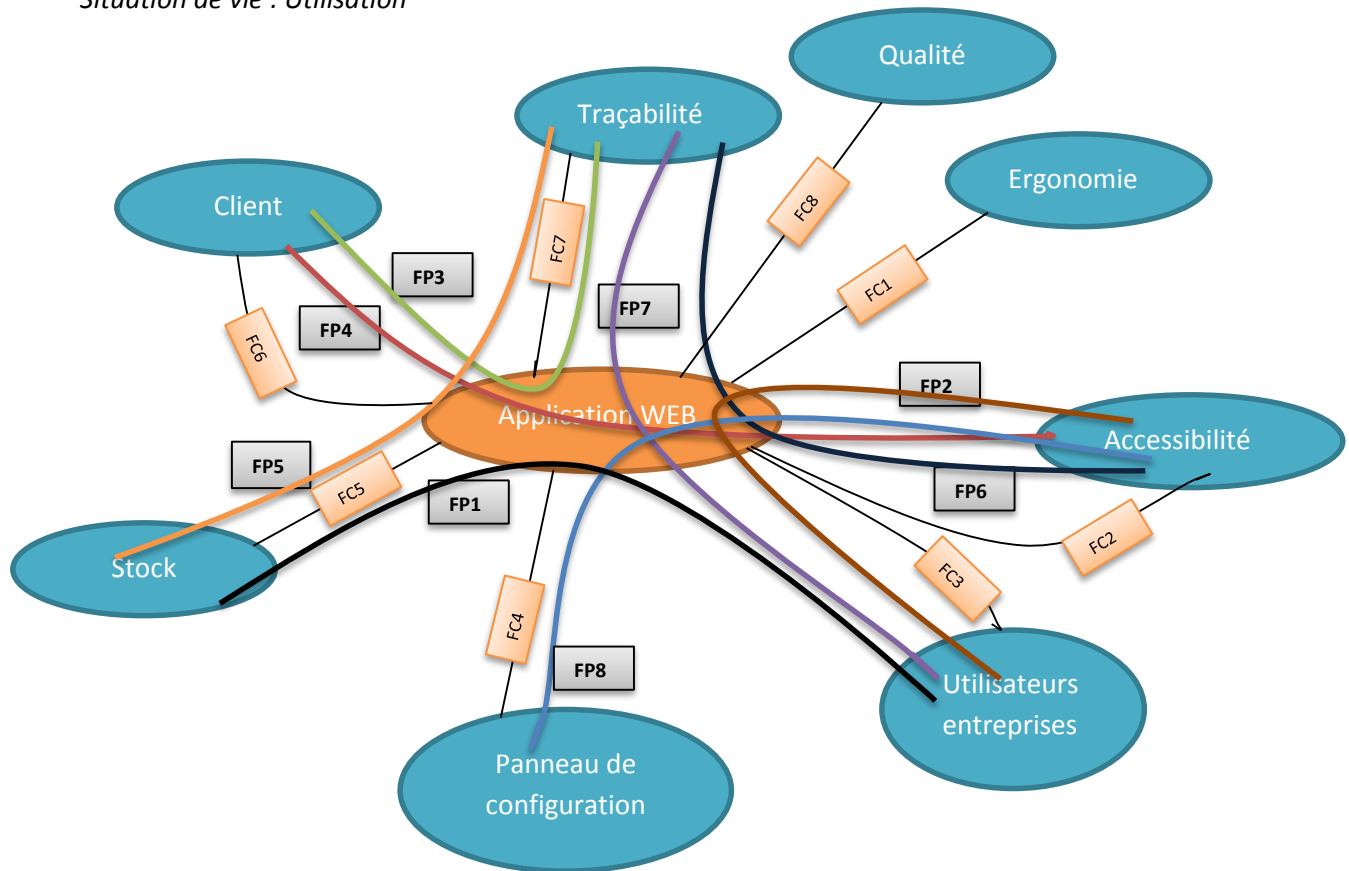 Situation de vie : Utilisation
Qualité
Traçabilité
Ergonomie
Client
FC8
FC7
FP3
FC1
FP7
FP4
FC6
FP2
Application WEB
Accessibilité
FP5
FC5
FP6
FP1
FC2
Stock
FC3
FC4
FP8
Utilisateurs
entreprises
Panneau de
configuration